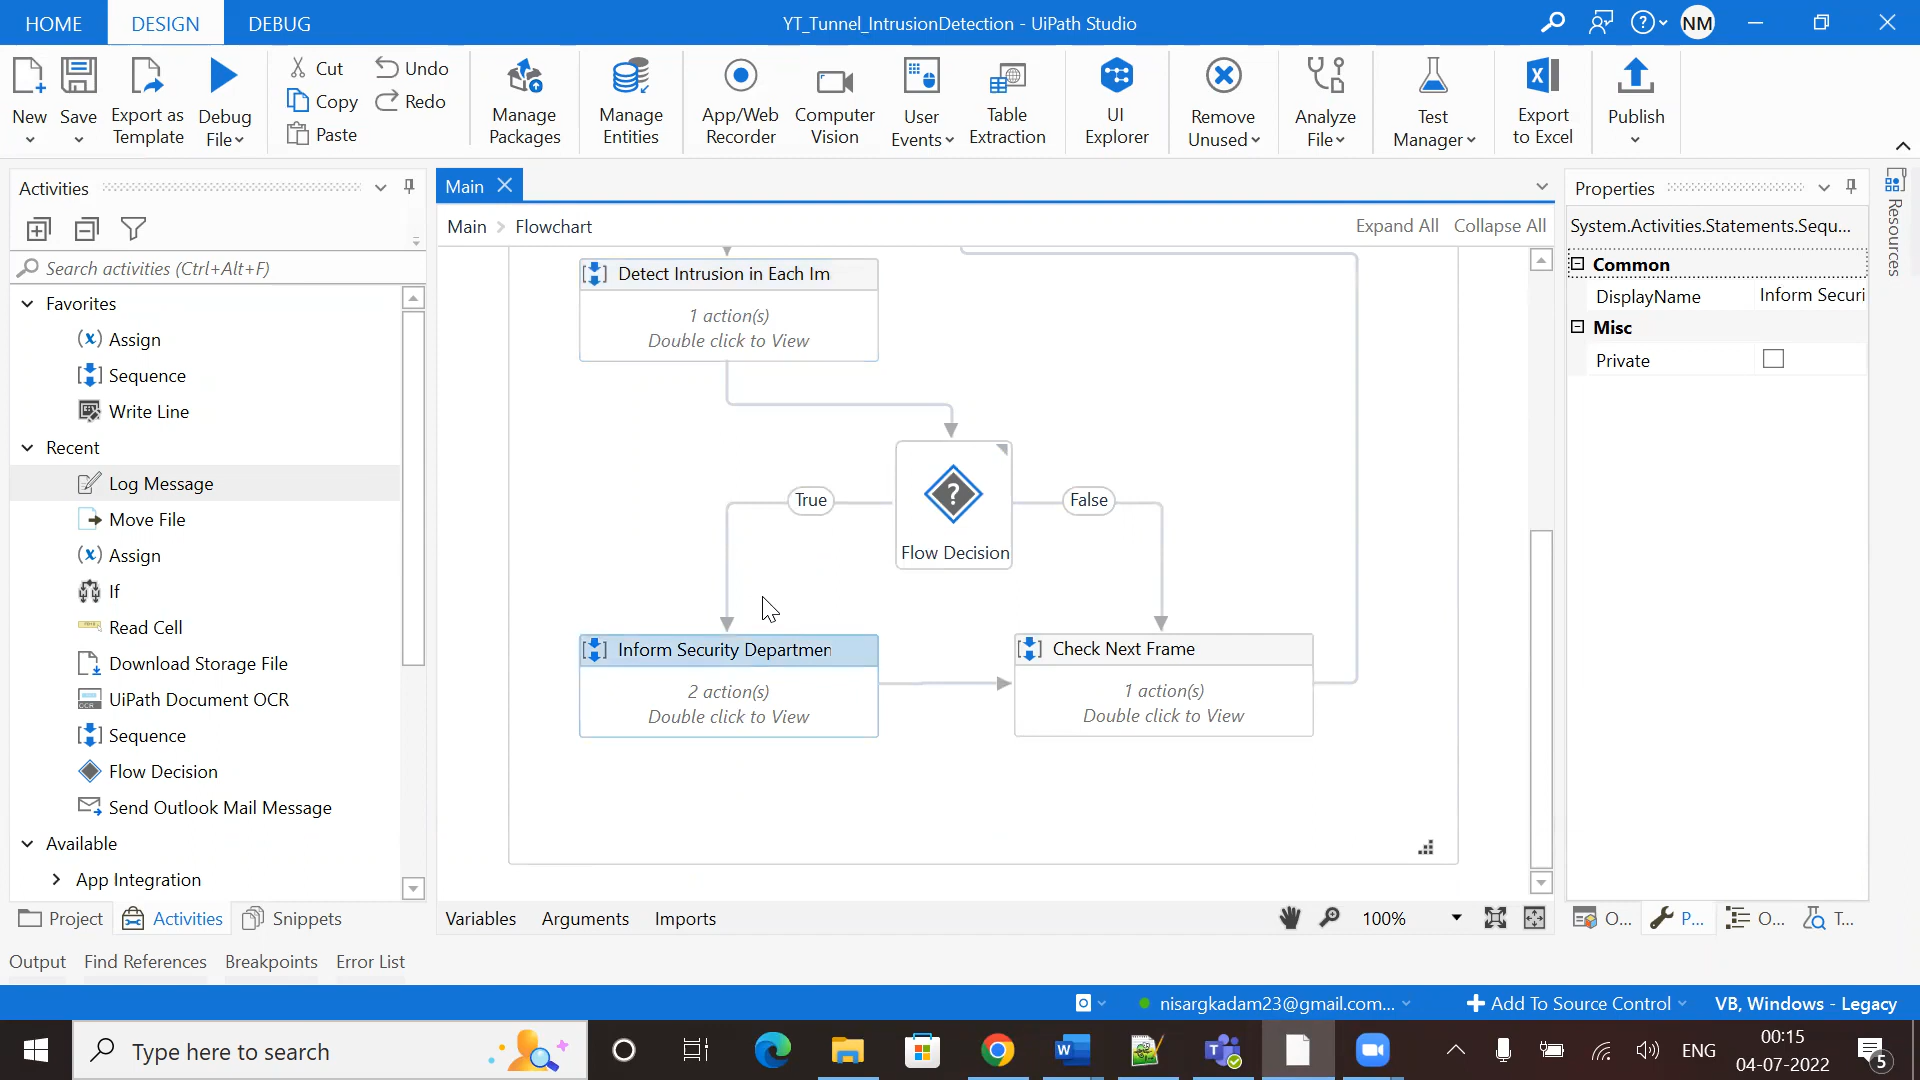 HOME DESIGN DEBUG
YT_Tunnel_IntrusionDetection - UiPath Studio
NM
New
Save
Export as Template
Debug File
Cut
Copy
Paste
Undo
Redo
Manage Packages
Manage Entities
App/Web Recorder
Computer Vision
User Events
Table Extraction
UI Explorer
Remove Unused
Analyze File
Test Manager
Export to Excel
Publish
Activities
Search activities (Ctrl+Alt+F)
Favorites
Assign
Sequence
Write Line
Recent
Log Message
Move File
Assign
If
Read Cell
Download Storage File
UiPath Document OCR
Sequence
Flow Decision
Send Outlook Mail Message
Available
App Integration
Project Activities Snippets
Main
Main > Flowchart
Expand All Collapse All
Detect Intrusion in Each Im
1 action(s)
Double click to View
True
False
?
Flow Decision
Inform Security Departmen
2 action(s)
Double click to View
Check Next Frame
1 action(s)
Double click to View
Variables Arguments Imports
100%
Properties
System.Activities.Statements.Sequ...
Common
DisplayName Inform Securi
Misc
Private
Resources
O... P... O... T...
Output Find References Breakpoints Error List
nisargkadam23@gmail.com...
Add To Source Control
VB, Windows - Legacy
Type here to search
ENG
00:15
04-07-2022
5